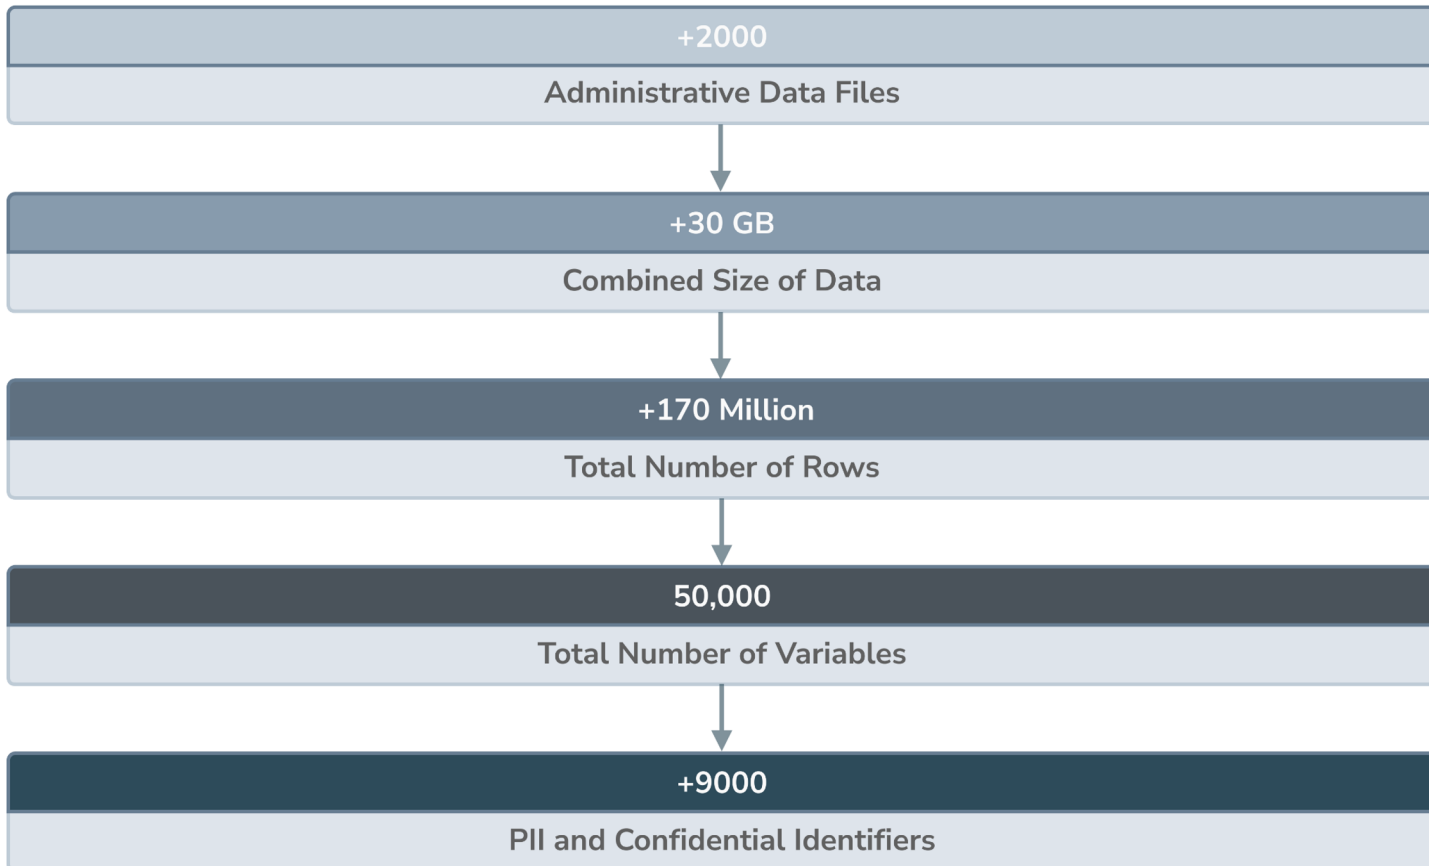 +2000
Administrative Data Files
+30 GB
Combined Size of Data
+170 Million
Total Number of Rows
50,000
Total Number of Variables
+9000
PII and Confidential Identifiers